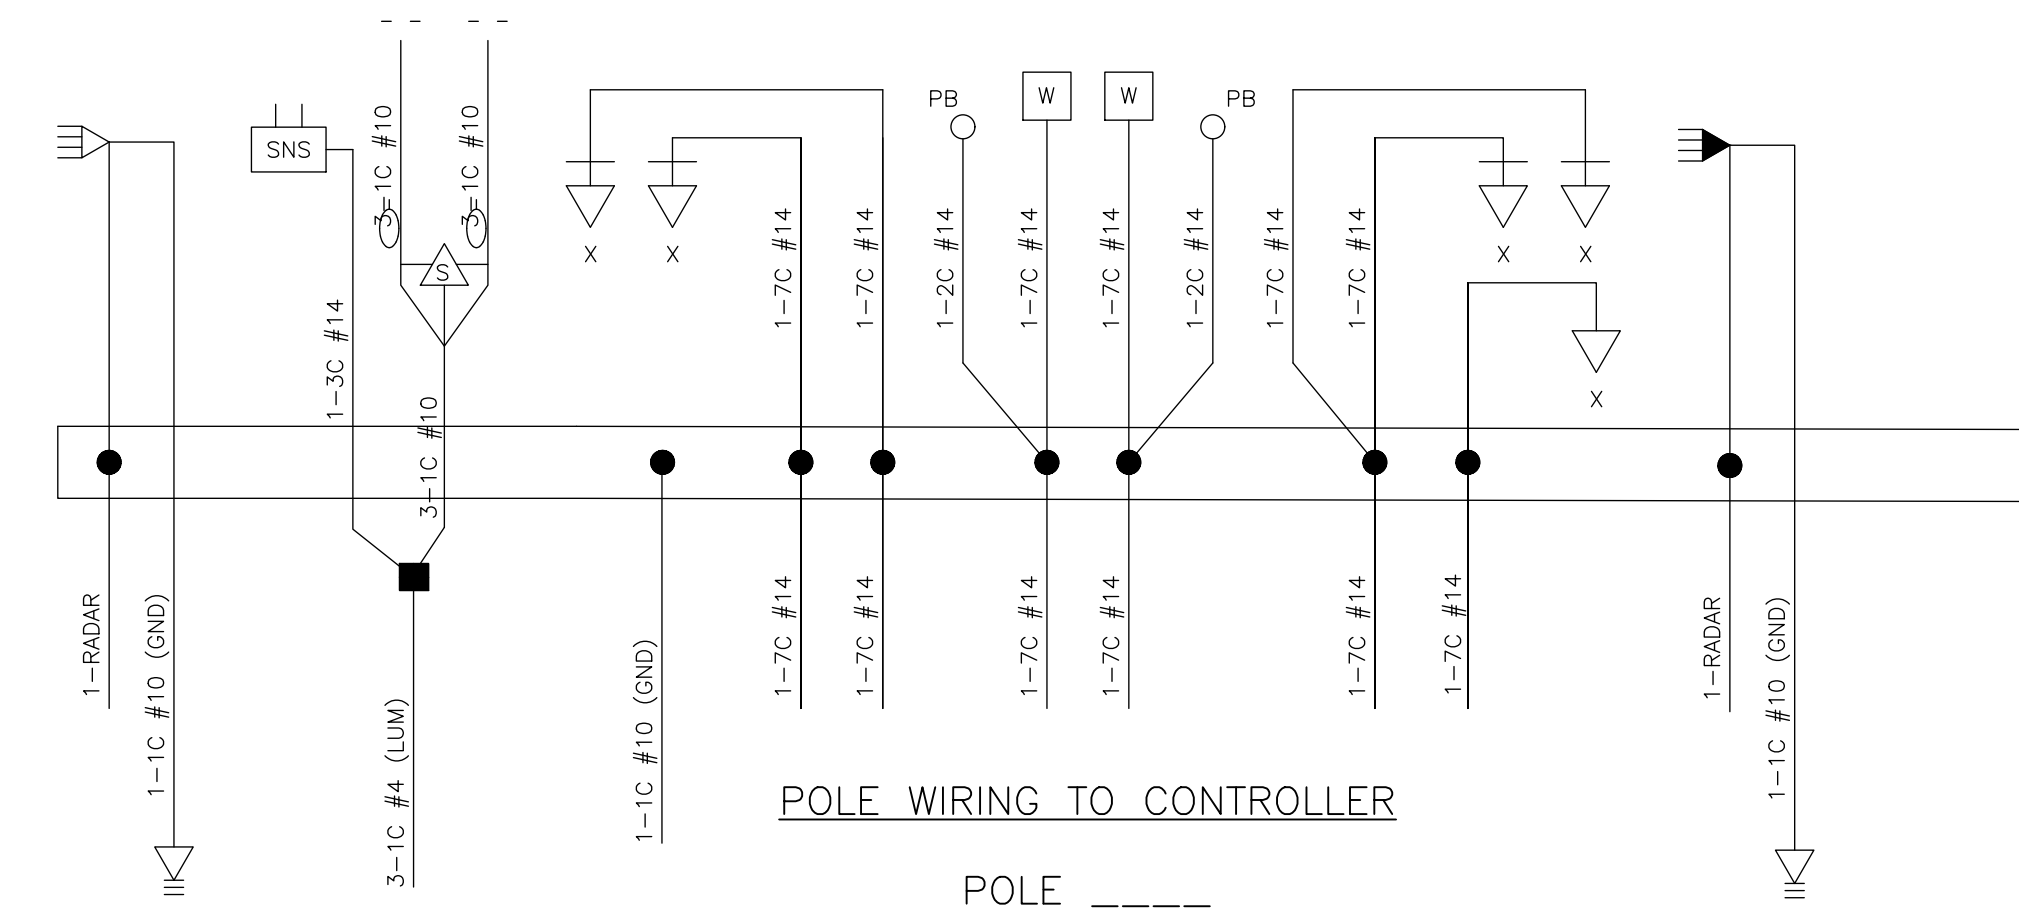 PB
W
W
PB
SNS
3-1C #10
3-1C #10
S
X
X
X
X
X
1-3C #14
3-1C #10
1-7C #14
1-7C #14
1-2C #14
1-7C #14
1-7C #14
1-2C #14
1-7C #14
1-7C #14
1-RADAR
1-1C #10 (GND)
3-1C #4 (LUM)
1-1C #10 (GND)
1-7C #14
1-7C #14
1-7C #14
1-7C #14
1-7C #14
1-7C #14
1-RADAR
1-1C #10 (GND)
POLE WIRING TO CONTROLLER
POLE ____